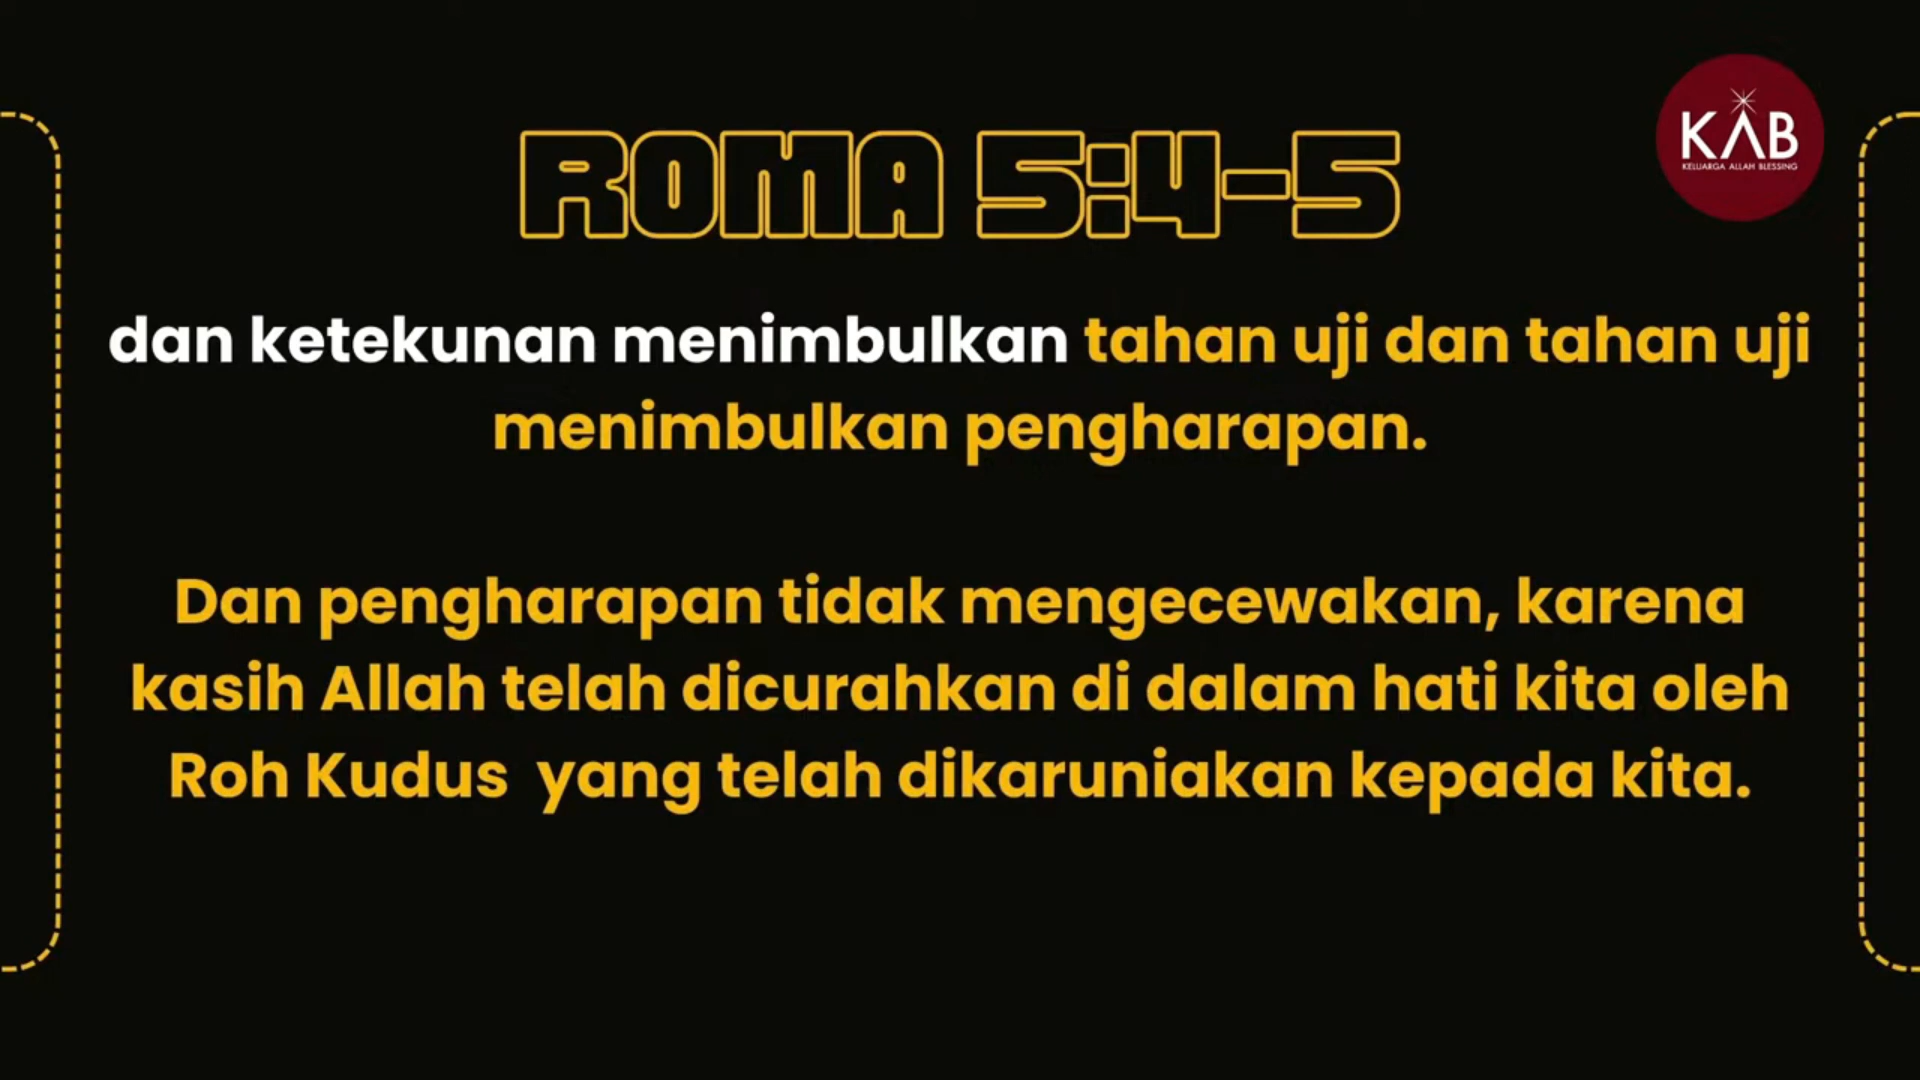 ROMA 5:4-5
KAB
KELUARGA ALLAH BLESSING
dan ketekunan menimbulkan tahan uji dan tahan uji
menimbulkan pengharapan.
Dan pengharapan tidak mengecewakan, karena
kasih Allah telah dicurahkan di dalam hati kita oleh
Roh Kudus  yang telah dikaruniakan kepada kita.